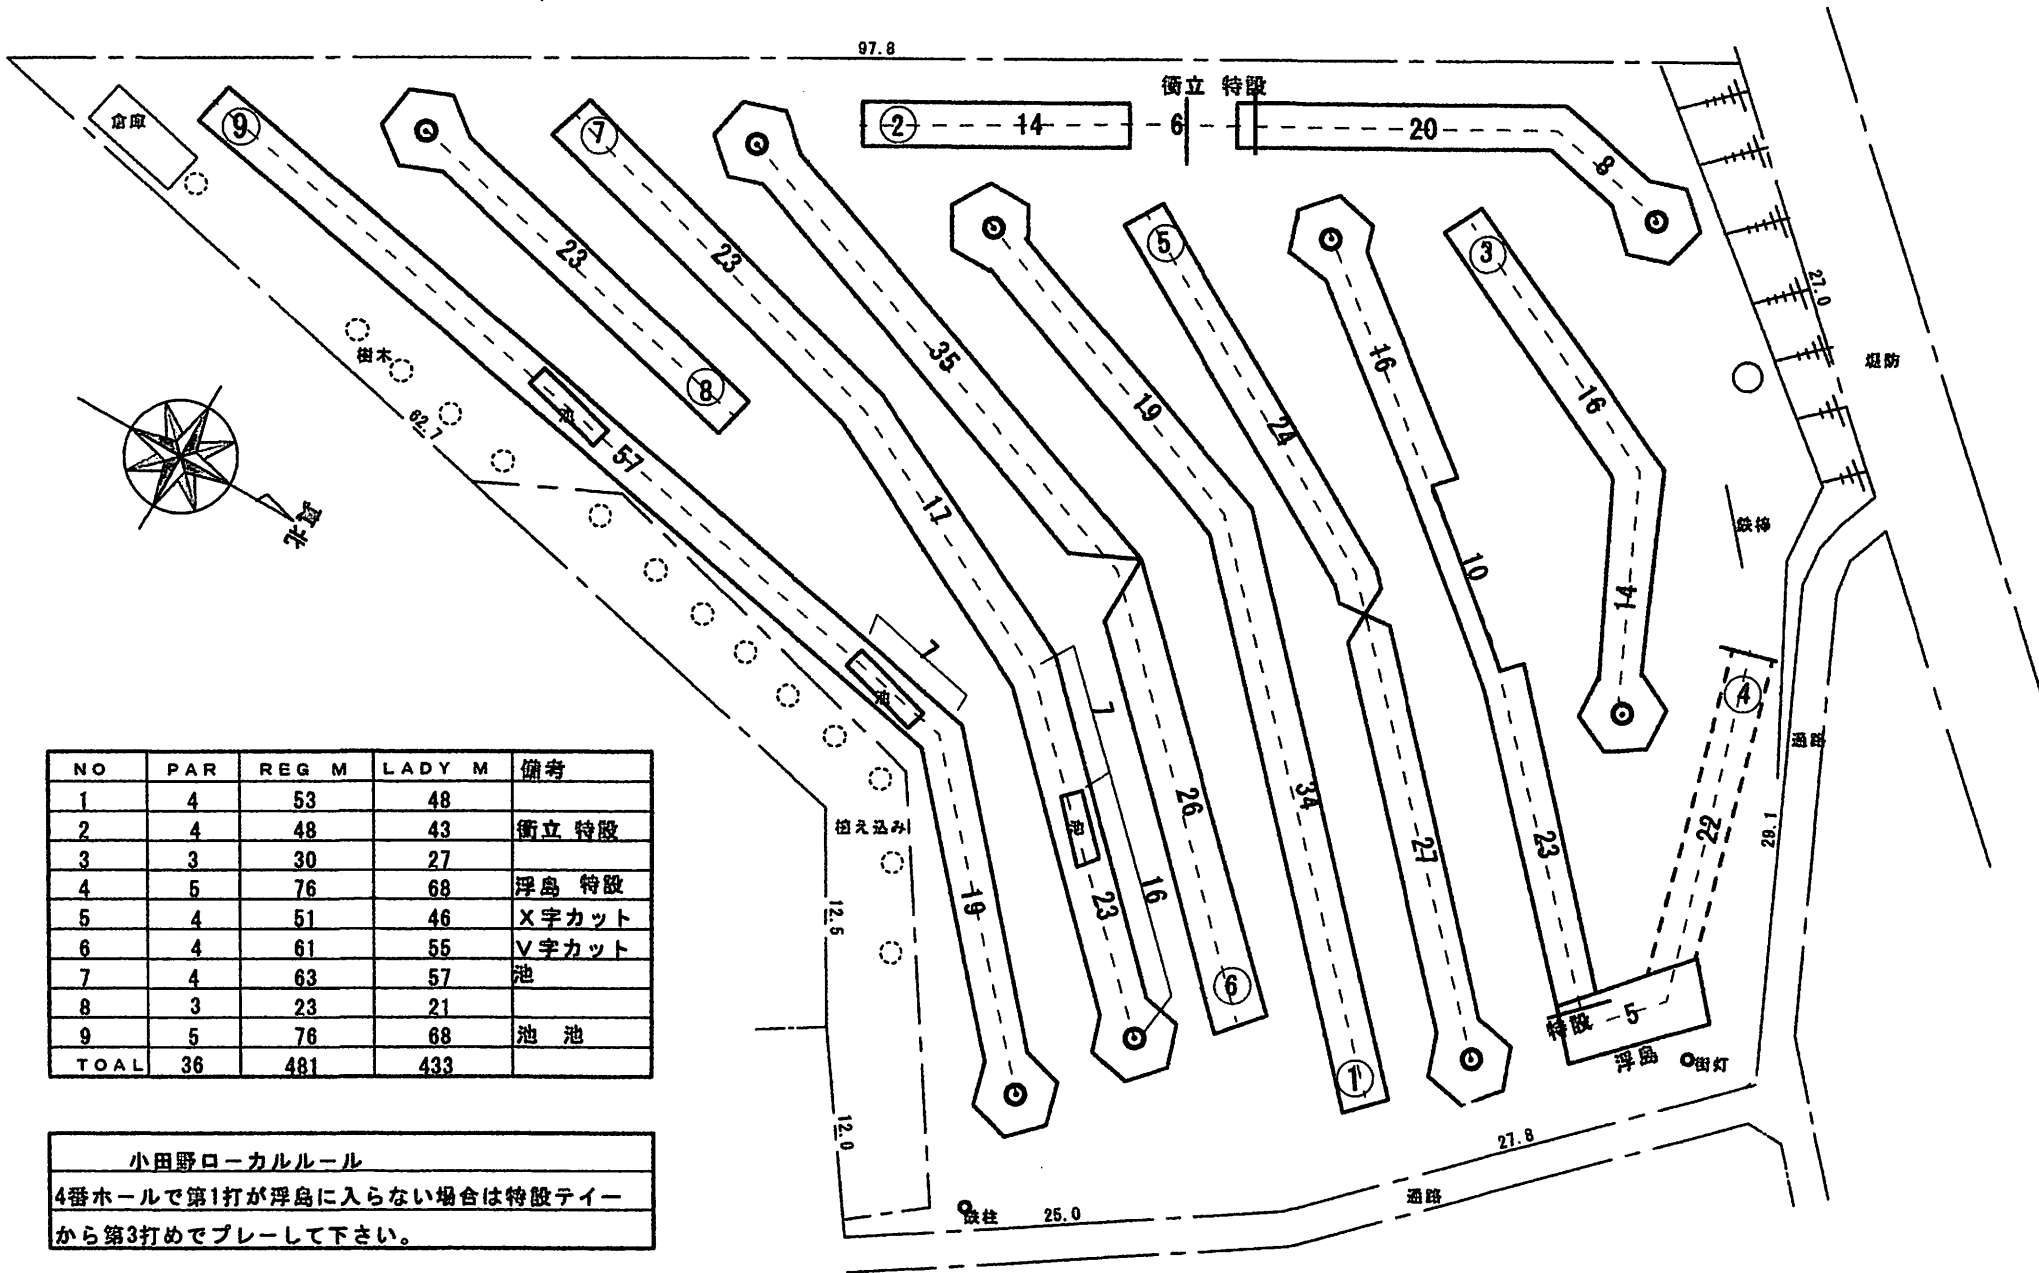 97.8
衝立 特設
倉庫
9
7
2
14
6
20
8
5
3
23
23
35
19
16
24
16
27.0
堤防
樹木
62.7
8
池
57
真北
17
10
鉄棒
14
7
池
7
4
通路
22
29.1
池
26
34
27
23
植え込み
12.5
19
23
16
6
特設
5
浮島
街灯
1
12.0
27.8
通路
鉄柱
25.0
NO PAR REG M LADY M 備考
1 4 53 48
2 4 48 43 衝立 特設
3 3 30 27
4 5 76 68 浮島 特設
5 4 51 46 X字カット
6 4 61 55 V字カット
7 4 63 57 池
8 3 23 21
9 5 76 68 池 池
TOAL 36 481 433
小田野ローカルルール
4番ホールで第1打が浮島に入らない場合は特設テイー
から第3打めでプレーして下さい。